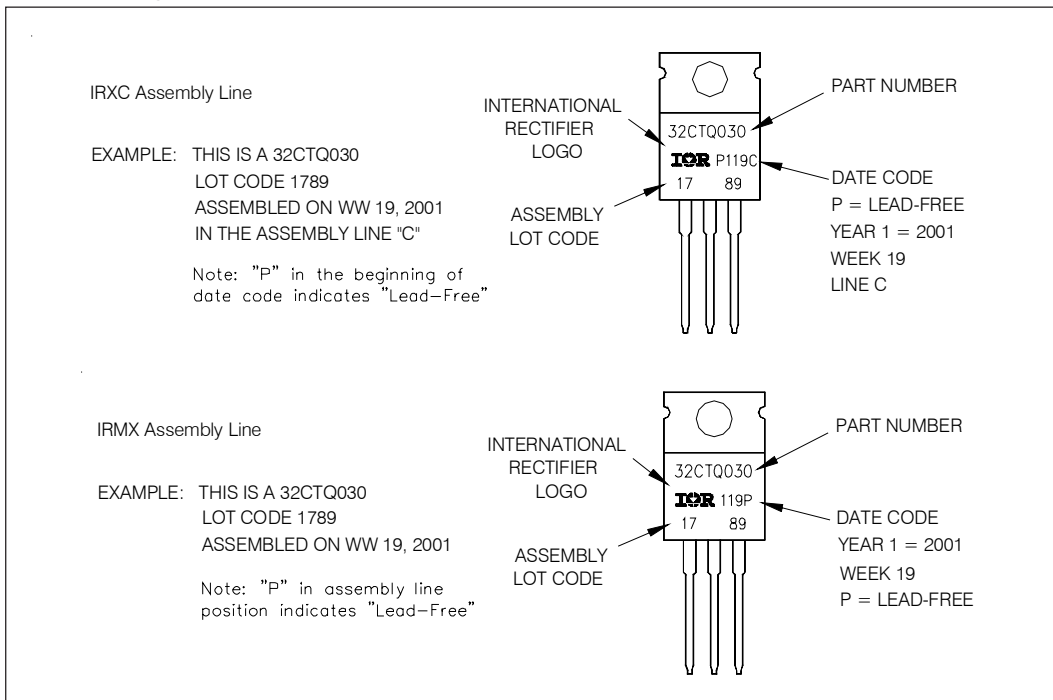 IRXC Assembly Line
EXAMPLE: THIS IS A 32CTQ030
LOT CODE 1789
ASSEMBLED ON WW 19, 2001
IN THE ASSEMBLY LINE "C"
Note: "P" in the beginning of
date code indicates "Lead-Free"
INTERNATIONAL
RECTIFIER
LOGO
ASSEMBLY
LOT CODE
32CTQ030
IOR P119C
17 89
PART NUMBER
DATE CODE
P = LEAD-FREE
YEAR 1 = 2001
WEEK 19
LINE C
IRMX Assembly Line
EXAMPLE: THIS IS A 32CTQ030
LOT CODE 1789
ASSEMBLED ON WW 19, 2001
Note: "P" in assembly line
position indicates "Lead-Free"
INTERNATIONAL
RECTIFIER
LOGO
ASSEMBLY
LOT CODE
32CTQ030
IOR 119P
17 89
PART NUMBER
DATE CODE
YEAR 1 = 2001
WEEK 19
P = LEAD-FREE